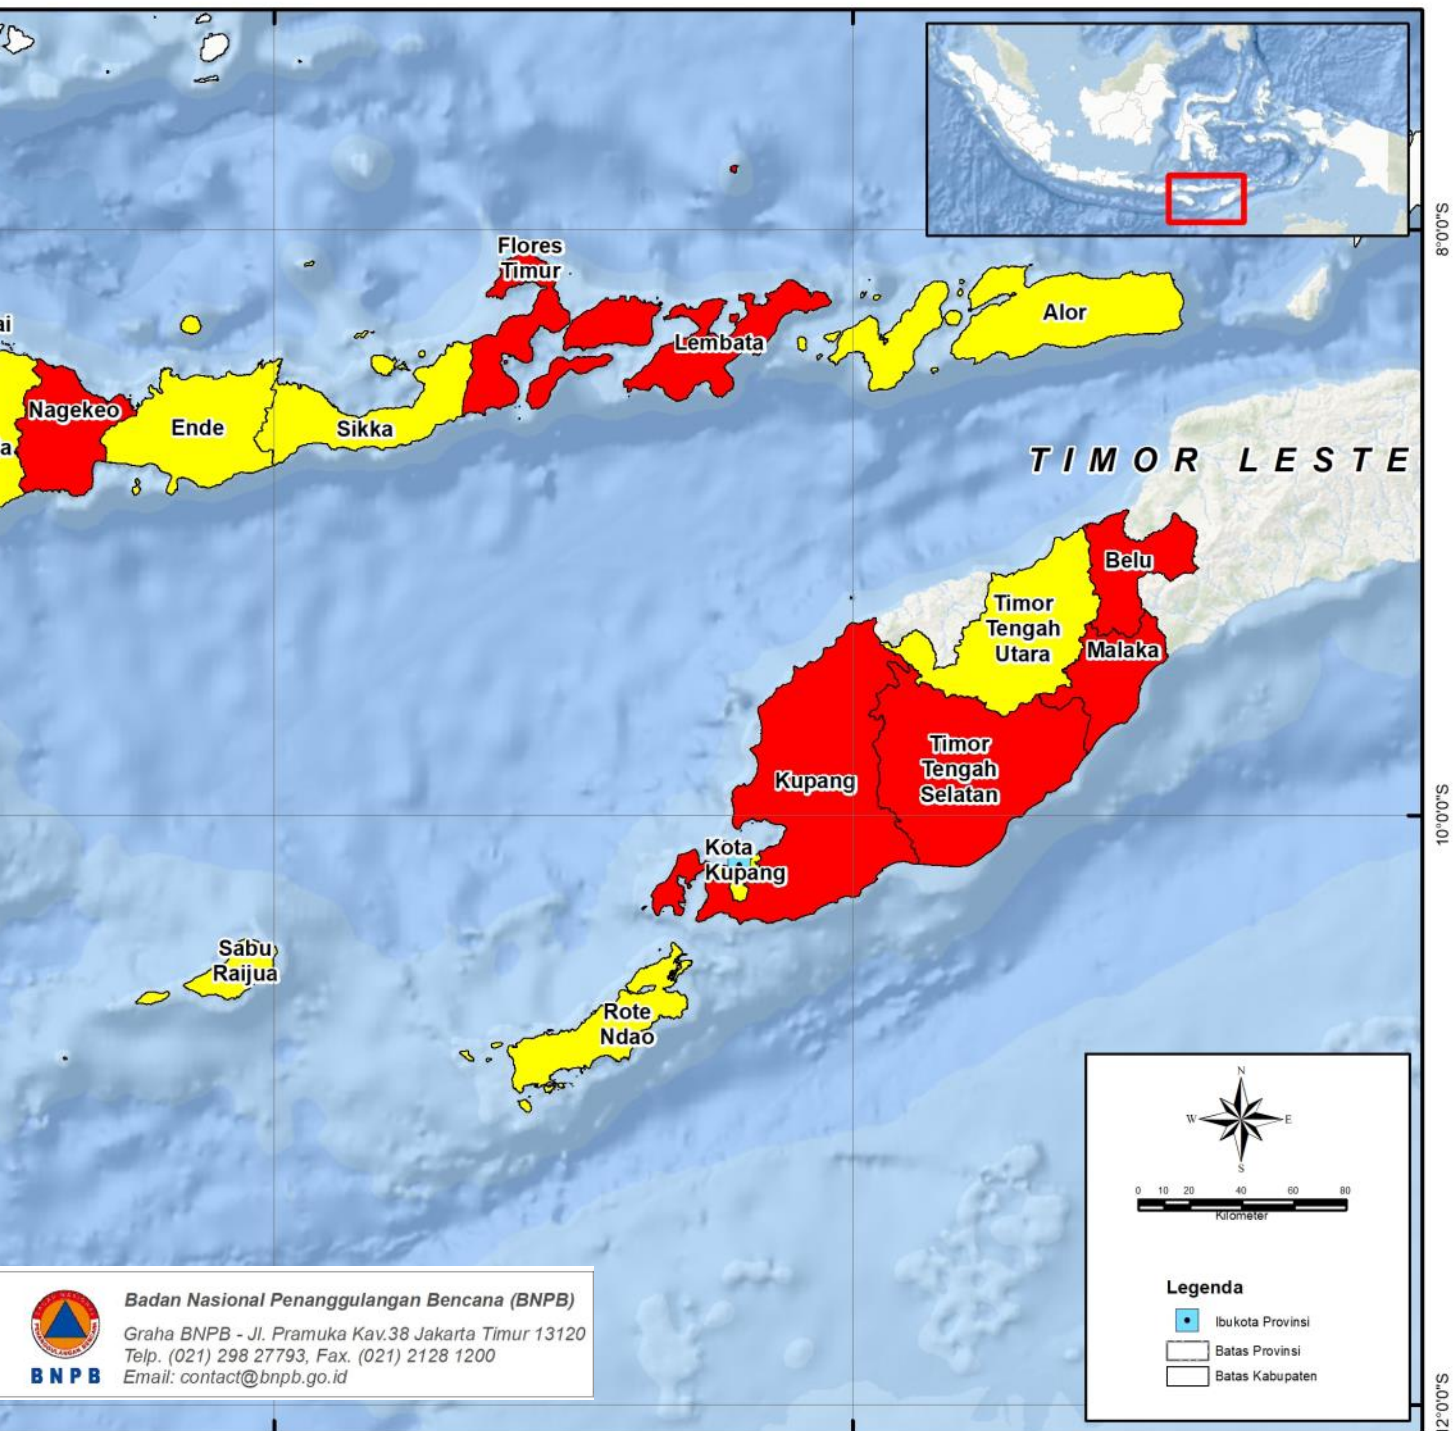 8°0'0"S
Flores
Timur
Alor
ai
Lembata
Nagekeo
Ende
Sikka
a
TIMOR LESTE
Belu
Timor
Tengah
Utara
Malaka
Timor
Tengah
Selatan
Kupang
10°0'0"S
Kota
Kupang
Sabu
Raijua
Rote
Ndao
N
W
E
S
0 10 20 40 60 80
Kilometer
Legenda
Ibukota Provinsi
Batas Provinsi
Batas Kabupaten
12°0'0"S
Badan Nasional Penanggulangan Bencana (BNPB)
Graha BNPB - Jl. Pramuka Kav.38 Jakarta Timur 13120
Telp. (021) 298 27793, Fax. (021) 2128 1200
Email: contact@bnpb.go.id
BNPB